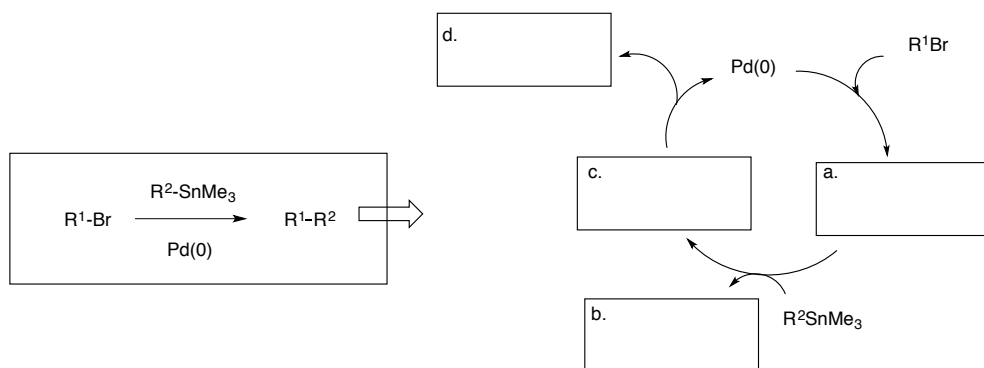 R²-SnMe₃
R¹-Br
R¹-R²
Pd(0)
d.
Pd(0)
R¹Br
c.
a.
b.
R²SnMe₃